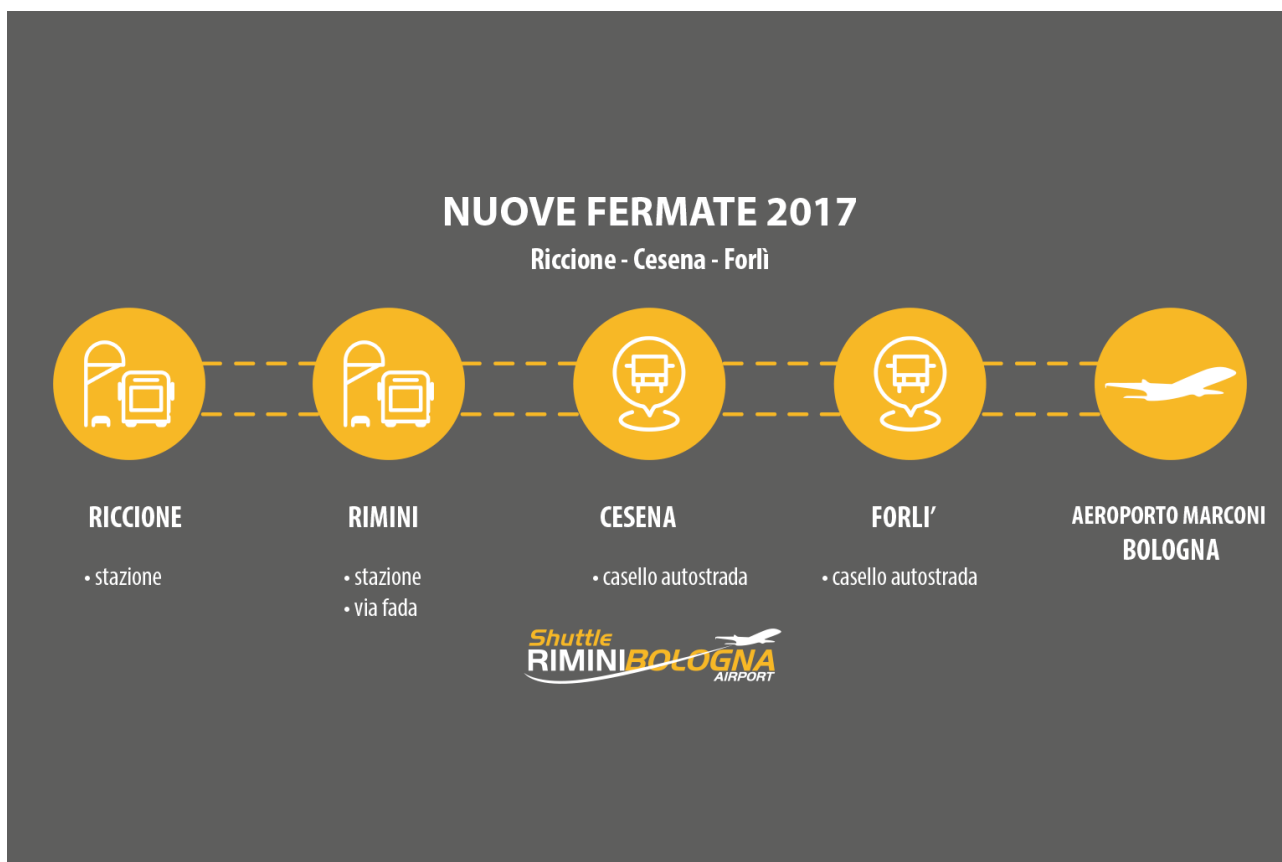 NUOVE FERMATE 2017
Riccione - Cesena - Forlì
RICCIONE
• stazione
RIMINI
• stazione
• via fada
CESENA
• casello autostrada
FORLI’
• casello autostrada
AEROPORTO MARCONI
BOLOGNA
Shuttle
RIMINIBOLOGNA
AIRPORT